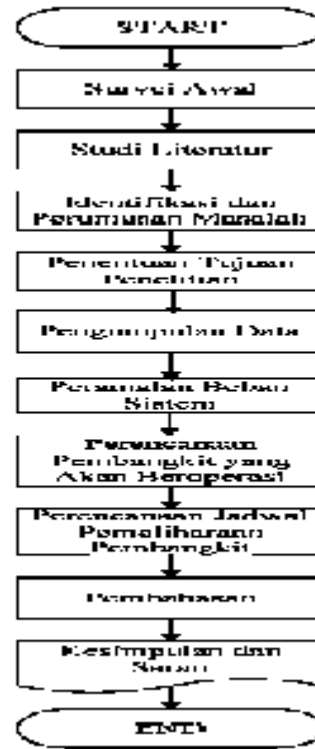 START
Survei Awal
Studi Literatur
Identifikasi dan
Perumusan Masalah
Penentuan Tujuan
Penelitian
Pengumpulan Data
Peramalan Beban
Sistem
Perencanaan
Pembangkit yang
Akan Beroperasi
Perencanaan Jadwal
Pemeliharaan
Pembangkit
Pembahasan
Kesimpulan dan
Saran
END